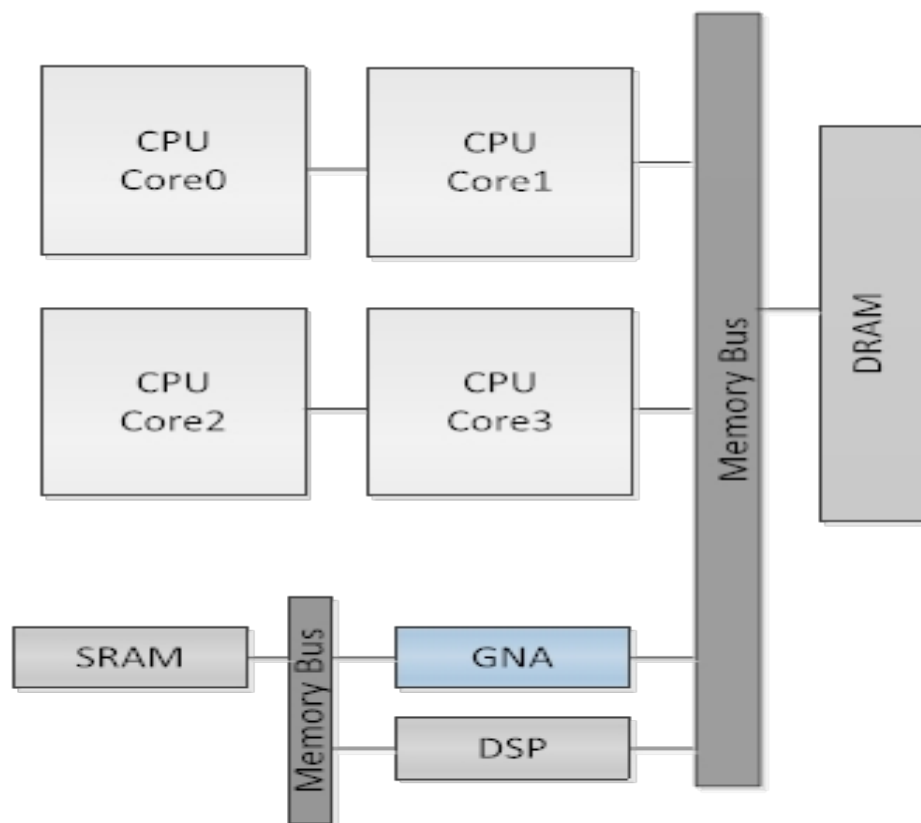 CPU
Core0
CPU
Core1
CPU
Core2
CPU
Core3
Memory Bus
DRAM
SRAM
Memory Bus
GNA
DSP